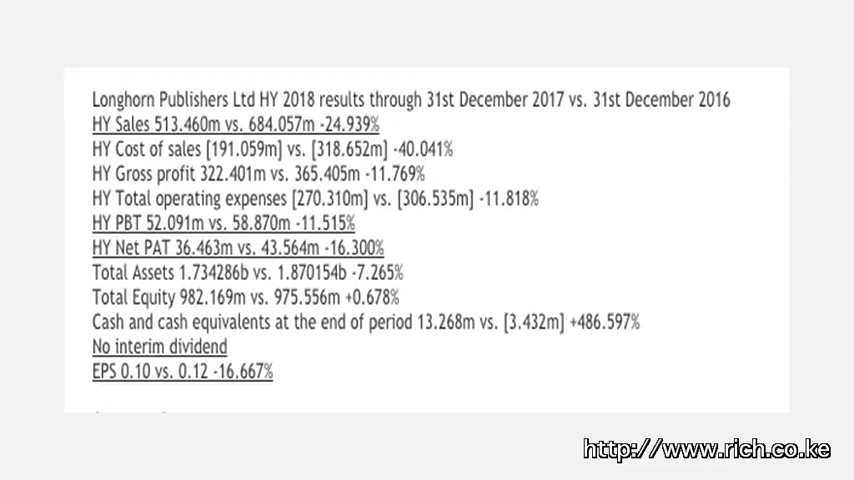 Longhorn Publishers Ltd HY 2018 results through 31st December 2017 vs. 31st December 2016
HY Sales 513.460m vs. 684.057m -24.939%
HY Cost of sales [191.059m] vs. [318.652m] -40.041%
HY Gross profit 322.401m vs. 365.405m -11.769%
HY Total operating expenses [270.310m] vs. [306.535m] -11.818%
HY PBT 52.091m vs. 58.870m -11.515%
HY Net PAT 36.463m vs. 43.564m -16.300%
Total Assets 1.734286b vs. 1.870154b -7.265%
Total Equity 982.169m vs. 975.556m +0.678%
Cash and cash equivalents at the end of period 13.268m vs. [3.432m] +486.597%
No interim dividend
EPS 0.10 vs. 0.12 -16.667%
http://www.rich.co.ke